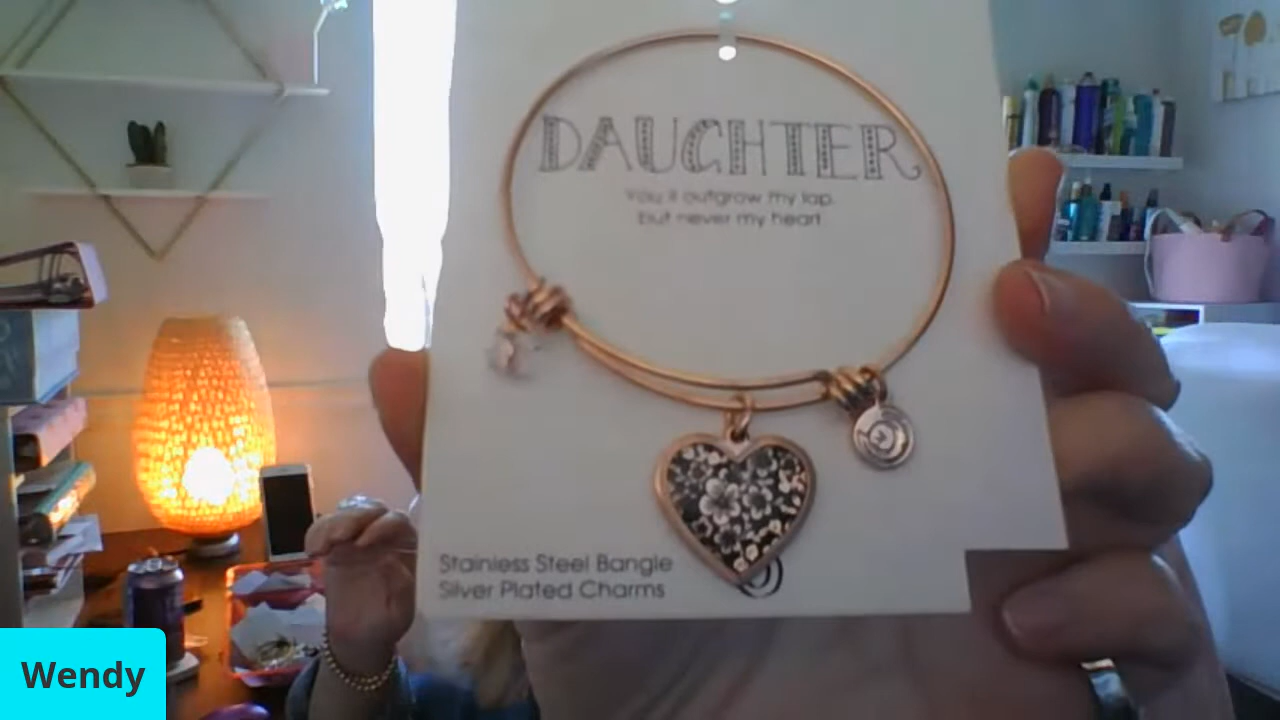 DAUGHTER
You'll outgrow my lap,
but never my heart
Stainless Steel Bangle
Silver Plated Charms
Wendy